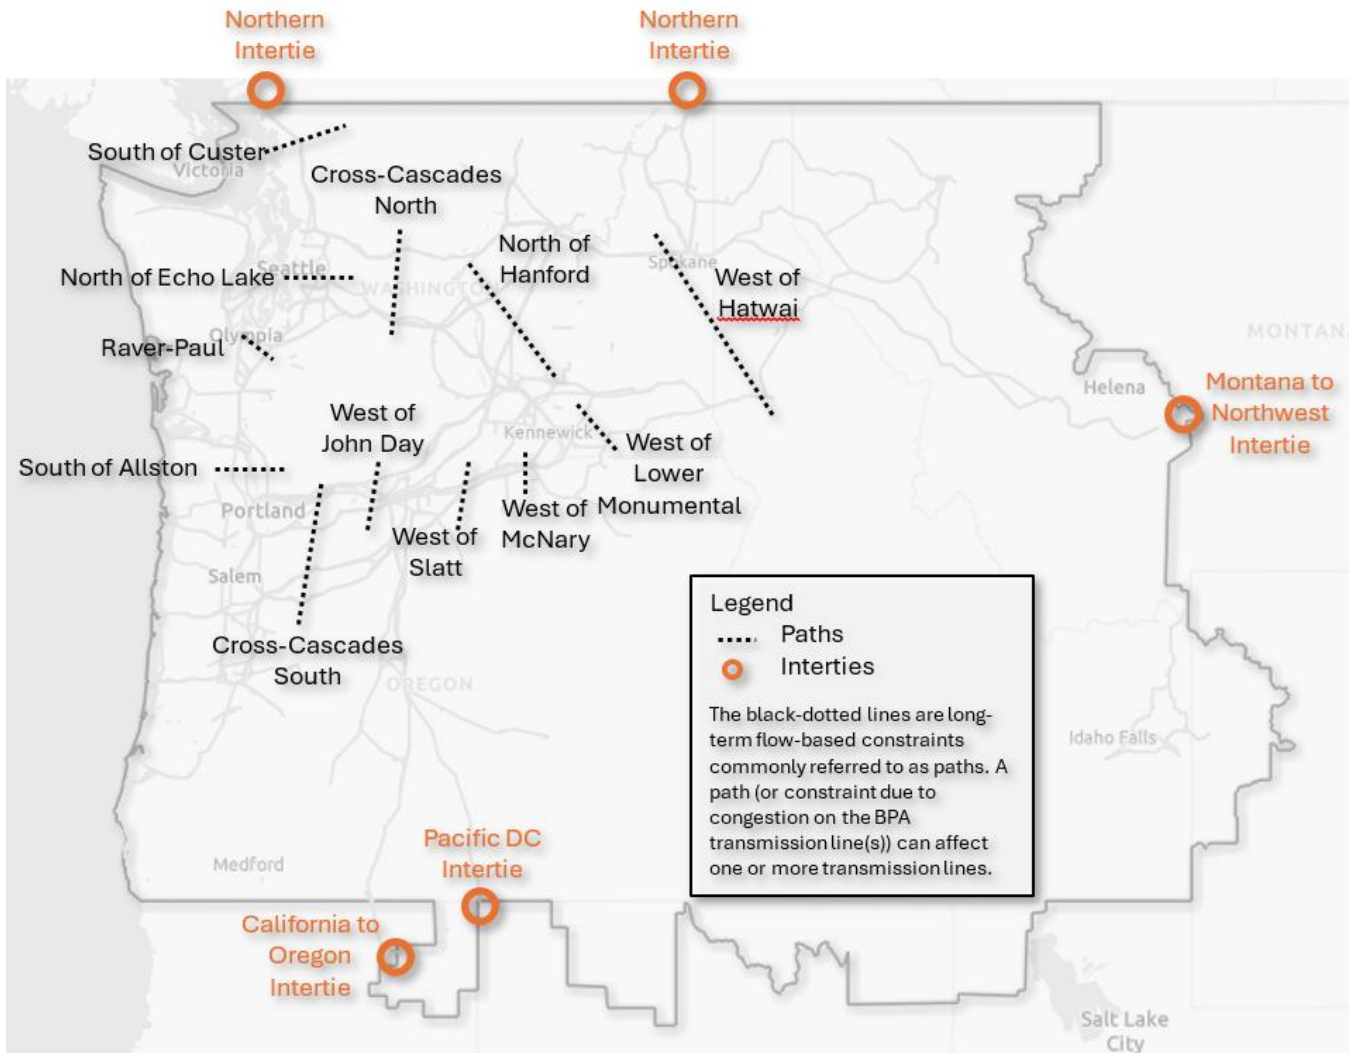 Northern
Intertie
Northern
Intertie
South of Custer
Victoria
Cross-Cascades
North
North of
Hanford
Spokane
West of
Hatwai
North of Echo Lake
Seattle
WASHINGTON
Olympia
Raver-Paul
MONTANA
Helena
Montana to
Northwest
Intertie
West of
John Day
Kennewick
West of
Lower
Monumental
South of Allston
Portland
West of
Slatt
West of
McNary
Salem
Cross-Cascades
South
OREGON
Legend
Paths
Interties
The black-dotted lines are long-
term flow-based constraints
commonly referred to as paths. A
path (or constraint due to
congestion on the BPA
transmission line(s)) can affect
one or more transmission lines.
Idaho Falls
Medford
Pacific DC
Intertie
California to
Oregon
Intertie
Salt Lake
City